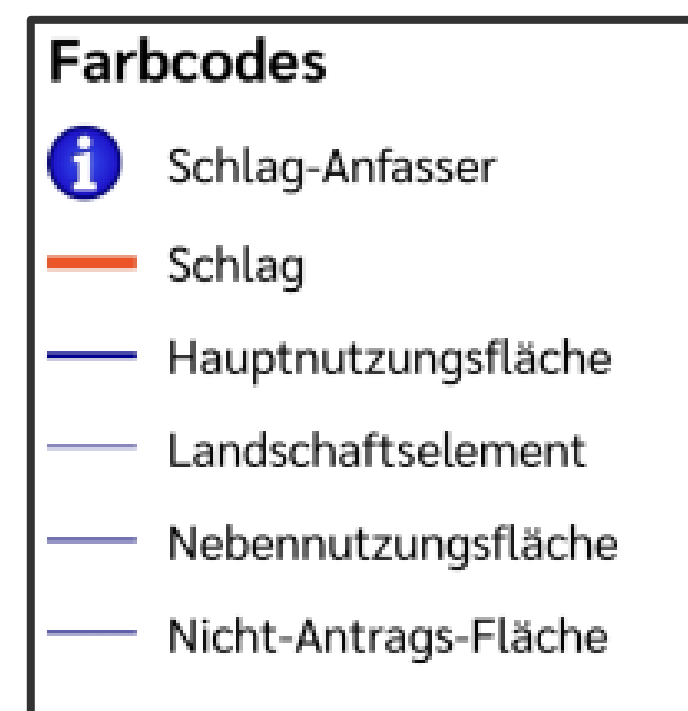 Farbcodes
i Schlag-Anfasser
Schlag
Hauptnutzungsfläche
Landschaftselement
Nebennutzungsfläche
Nicht-Antrags-Fläche